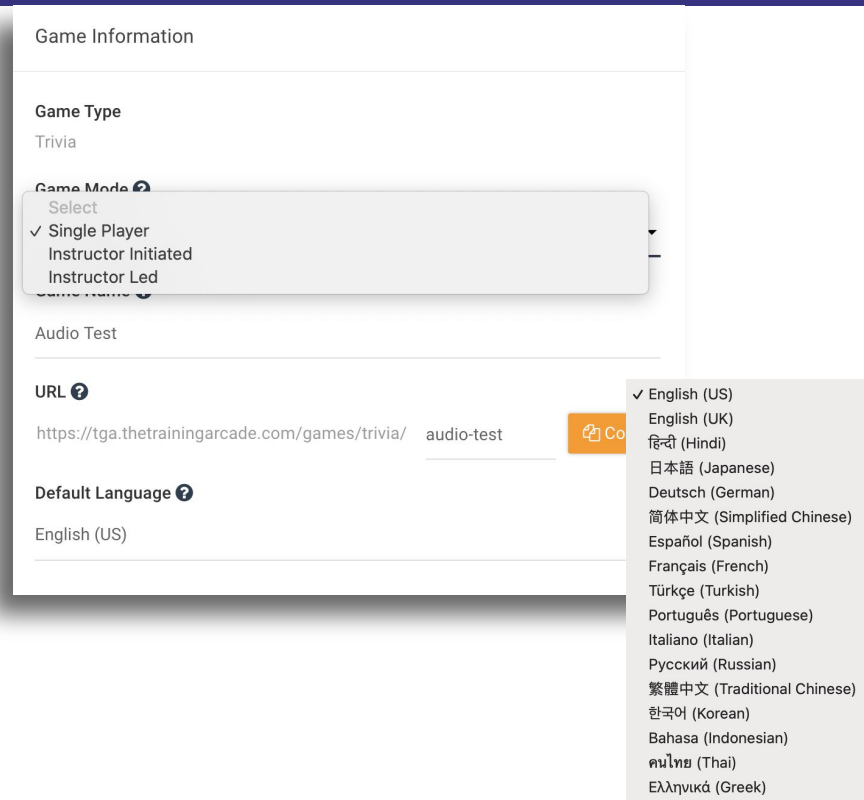 Game Information
Game Type
Trivia
Game Mode
Select
✓ Single Player
Instructor Initiated
Instructor Led
Game Name
Audio Test
URL
https://tga.thetrainingarcade.com/games/trivia/ audio-test
Default Language
English (US)
✓ English (US)
English (UK)
हिन्दी (Hindi)
日本語 (Japanese)
Deutsch (German)
简体中文 (Simplified Chinese)
Español (Spanish)
Français (French)
Türkçe (Turkish)
Português (Portuguese)
Italiano (Italian)
Русский (Russian)
繁體中文 (Traditional Chinese)
한국어 (Korean)
Bahasa (Indonesian)
คนไทย (Thai)
Ελληνικά (Greek)